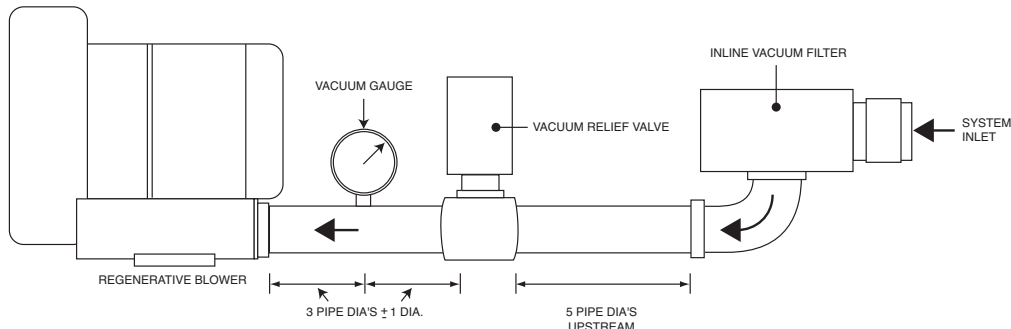 INLINE VACUUM FILTER
VACUUM GAUGE
VACUUM RELIEF VALVE
SYSTEM
INLET
REGENERATIVE BLOWER
3 PIPE DIA'S ± 1 DIA.
5 PIPE DIA'S
UPSTREAM